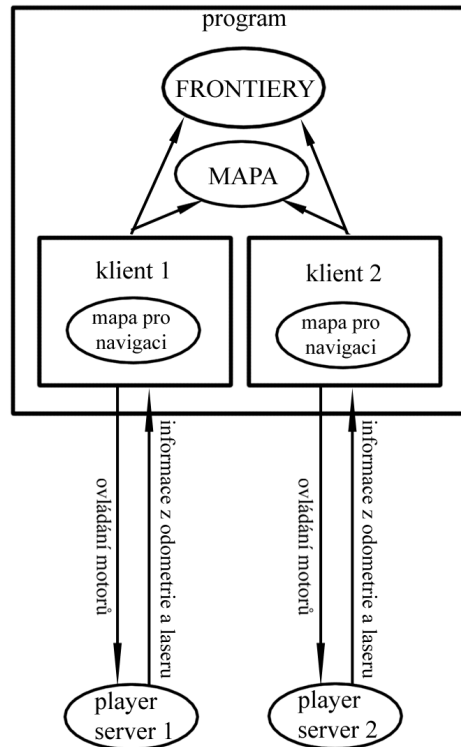 program
FRONTIERY
MAPA
klient 1
mapa pro
navigaci
klient 2
mapa pro
navigaci
ovládání motorů
informace z odometrie a laseru
ovládání motorů
informace z odometrie a laseru
player
server 1
player
server 2